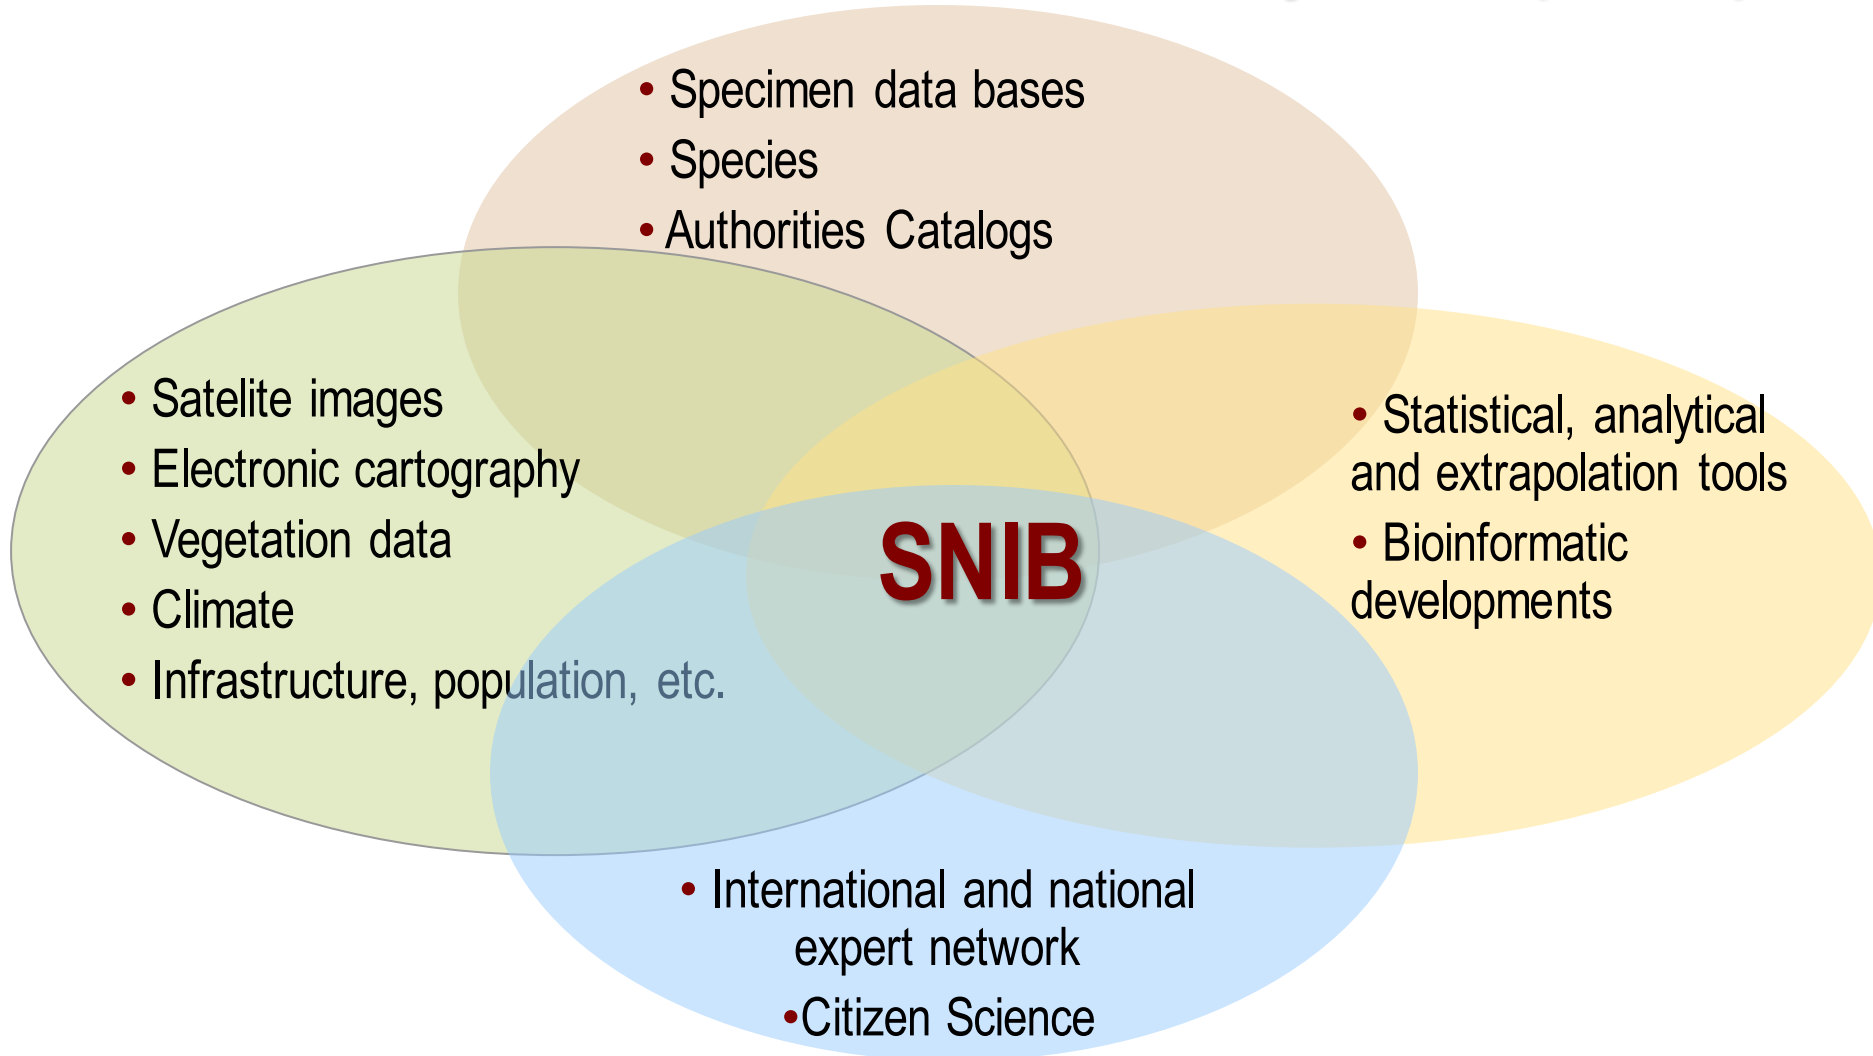 • Specimen data bases
• Species
• Authorities Catalogs
• Satelite images
• Electronic cartography
• Vegetation data
• Climate
• Infrastructure, population, etc.
SNIB
• Statistical, analytical
and extrapolation tools
• Bioinformatic
developments
• International and national
expert network
•Citizen Science